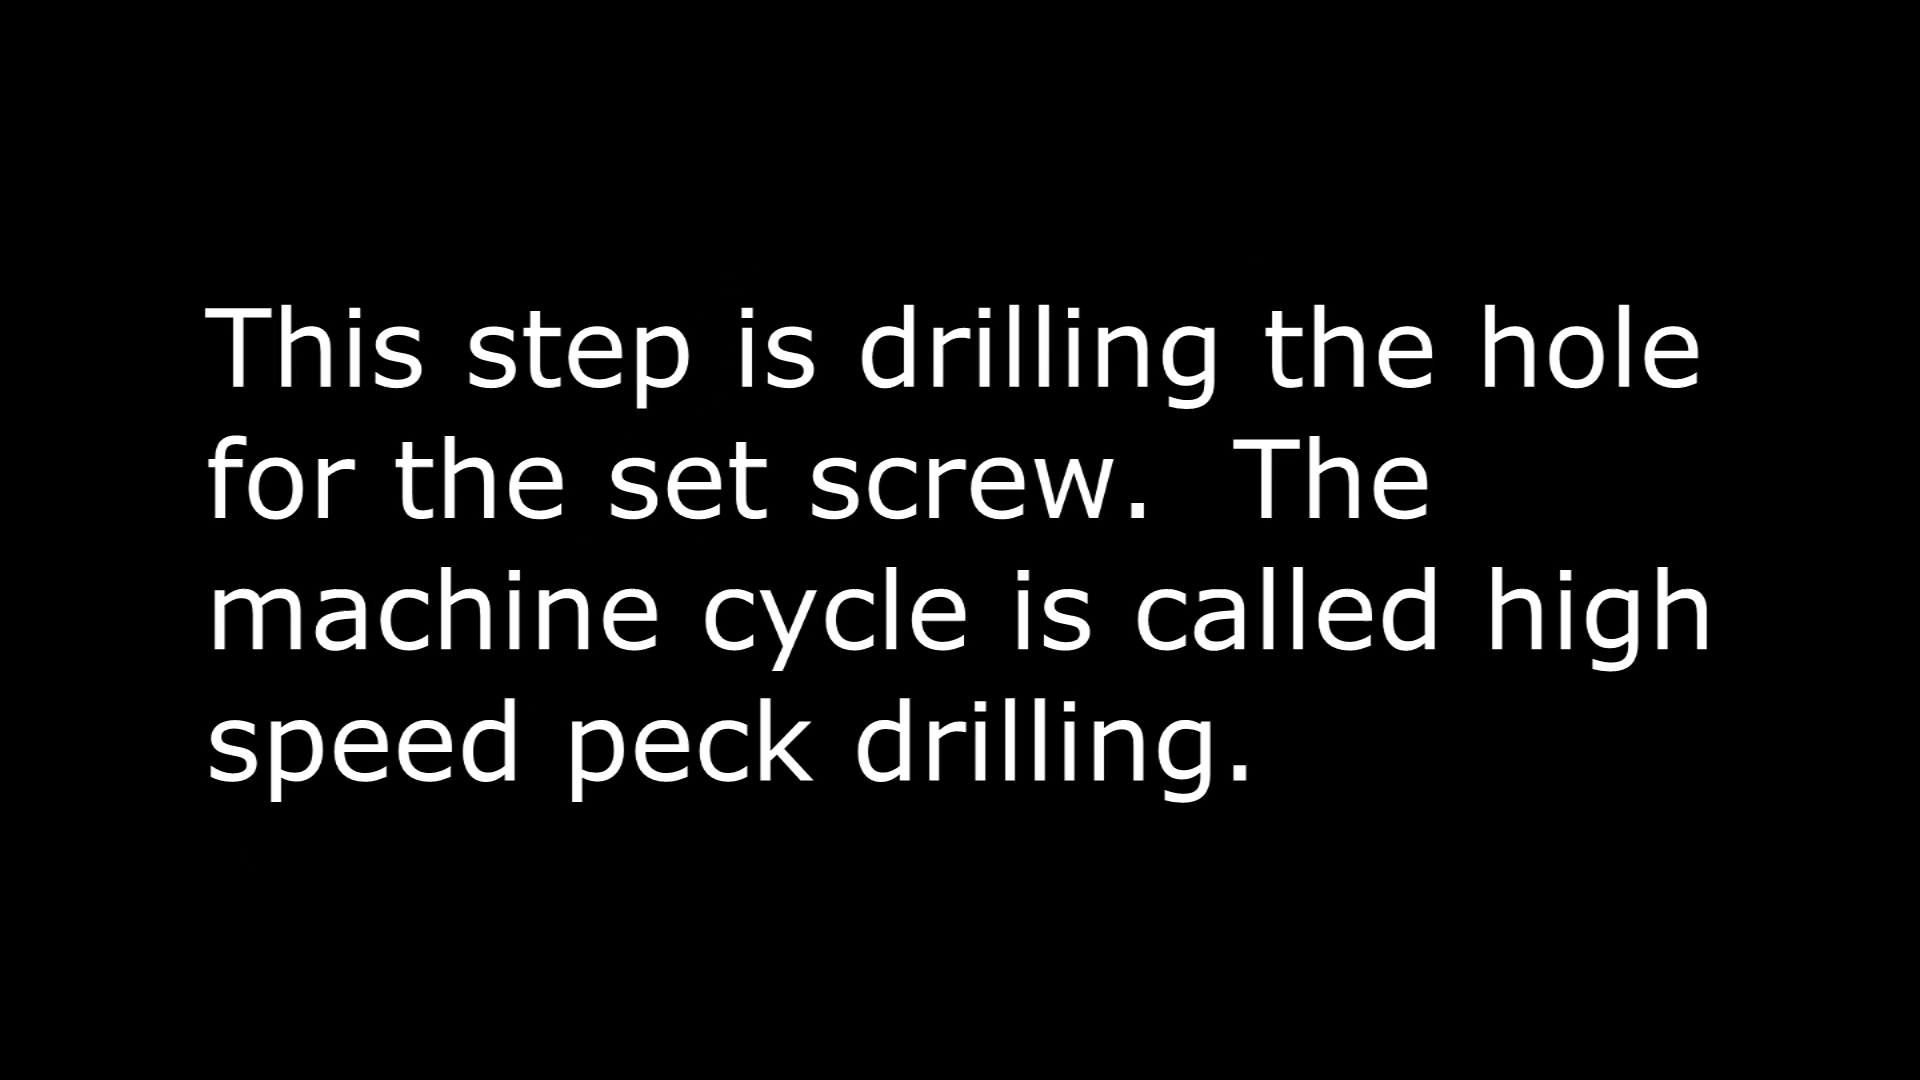 This step is drilling the hole
for the set screw.  The
machine cycle is called high
speed peck drilling.